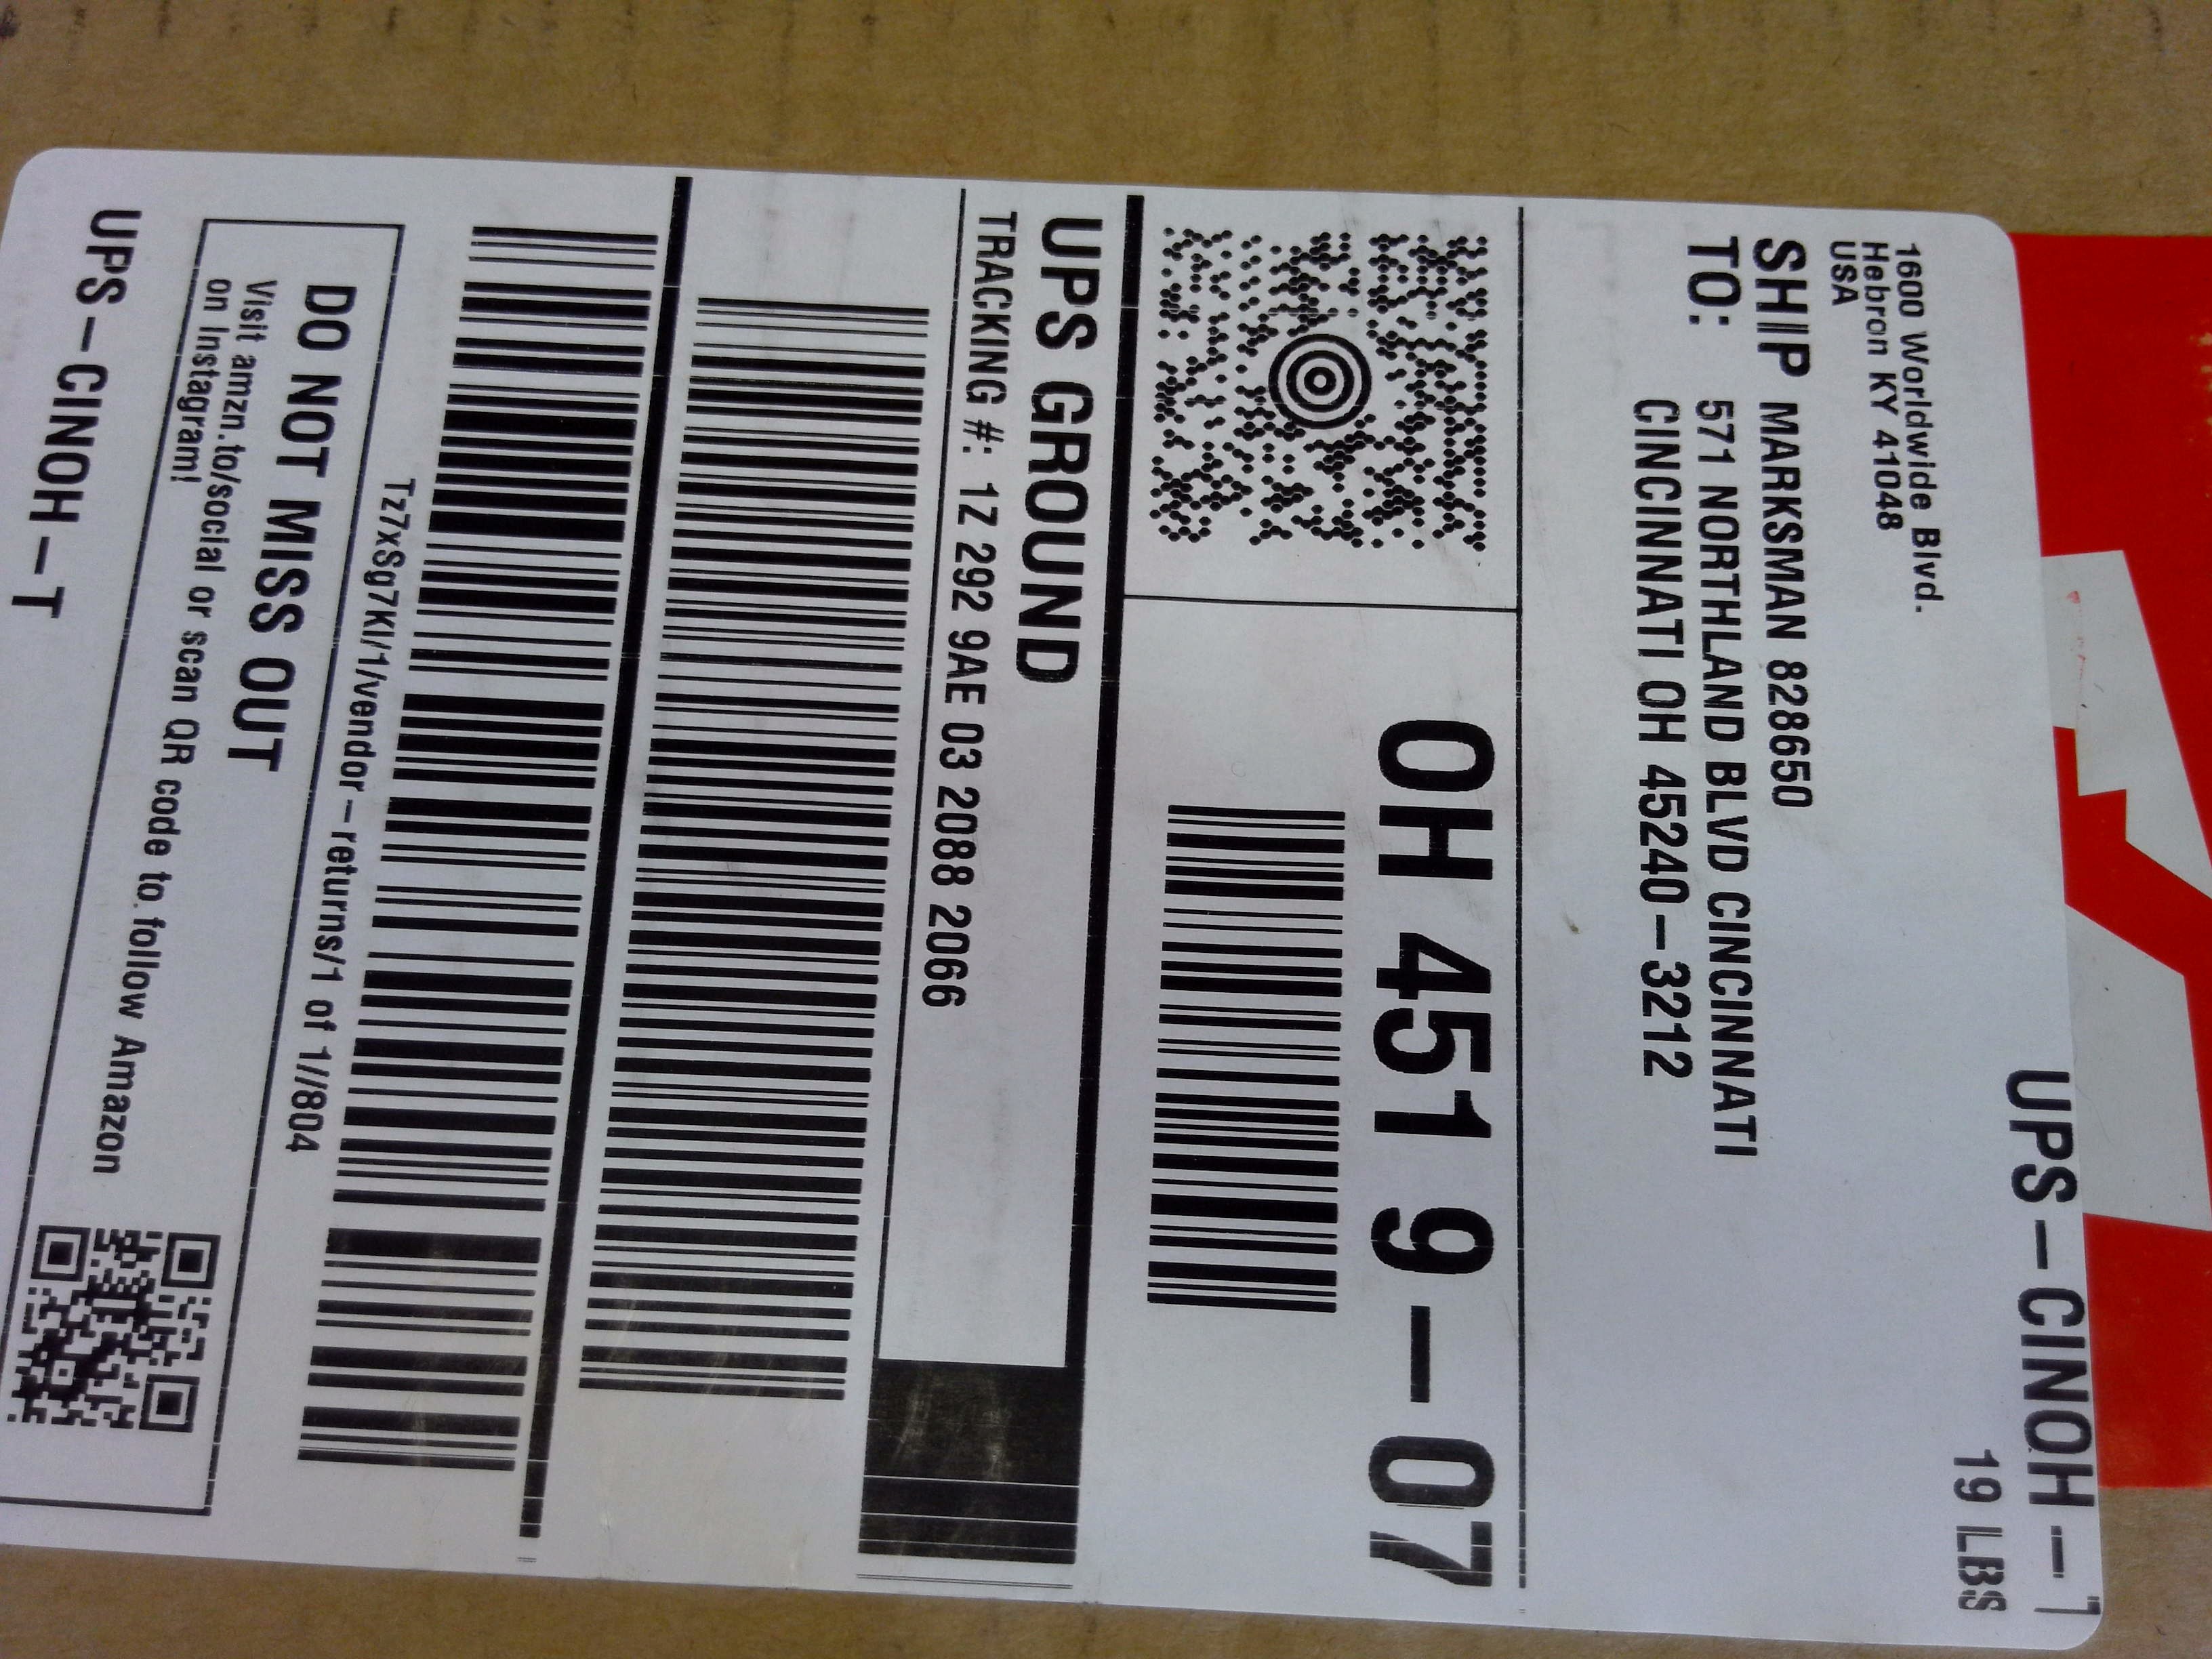 UPS-CINOH-T
19 LBS
1600 Worldwide Blvd.
Hebron KY 41048
USA
SHIP MARKSMAN 828650
TO: 571 NORTHLAND BLVD CINCINNATI
CINCINNATI OH 45240-3212
OH 451 9-07
UPS GROUND
TRACKING #: 1Z 292 9AE 03 2088 2066
Tz7xSg7Kl/1/vendor-returns/1 of 1//804
DO NOT MISS OUT
Visit amzn.to/social or scan QR code to follow Amazon
on Instagram!
UPS-CINOH-T